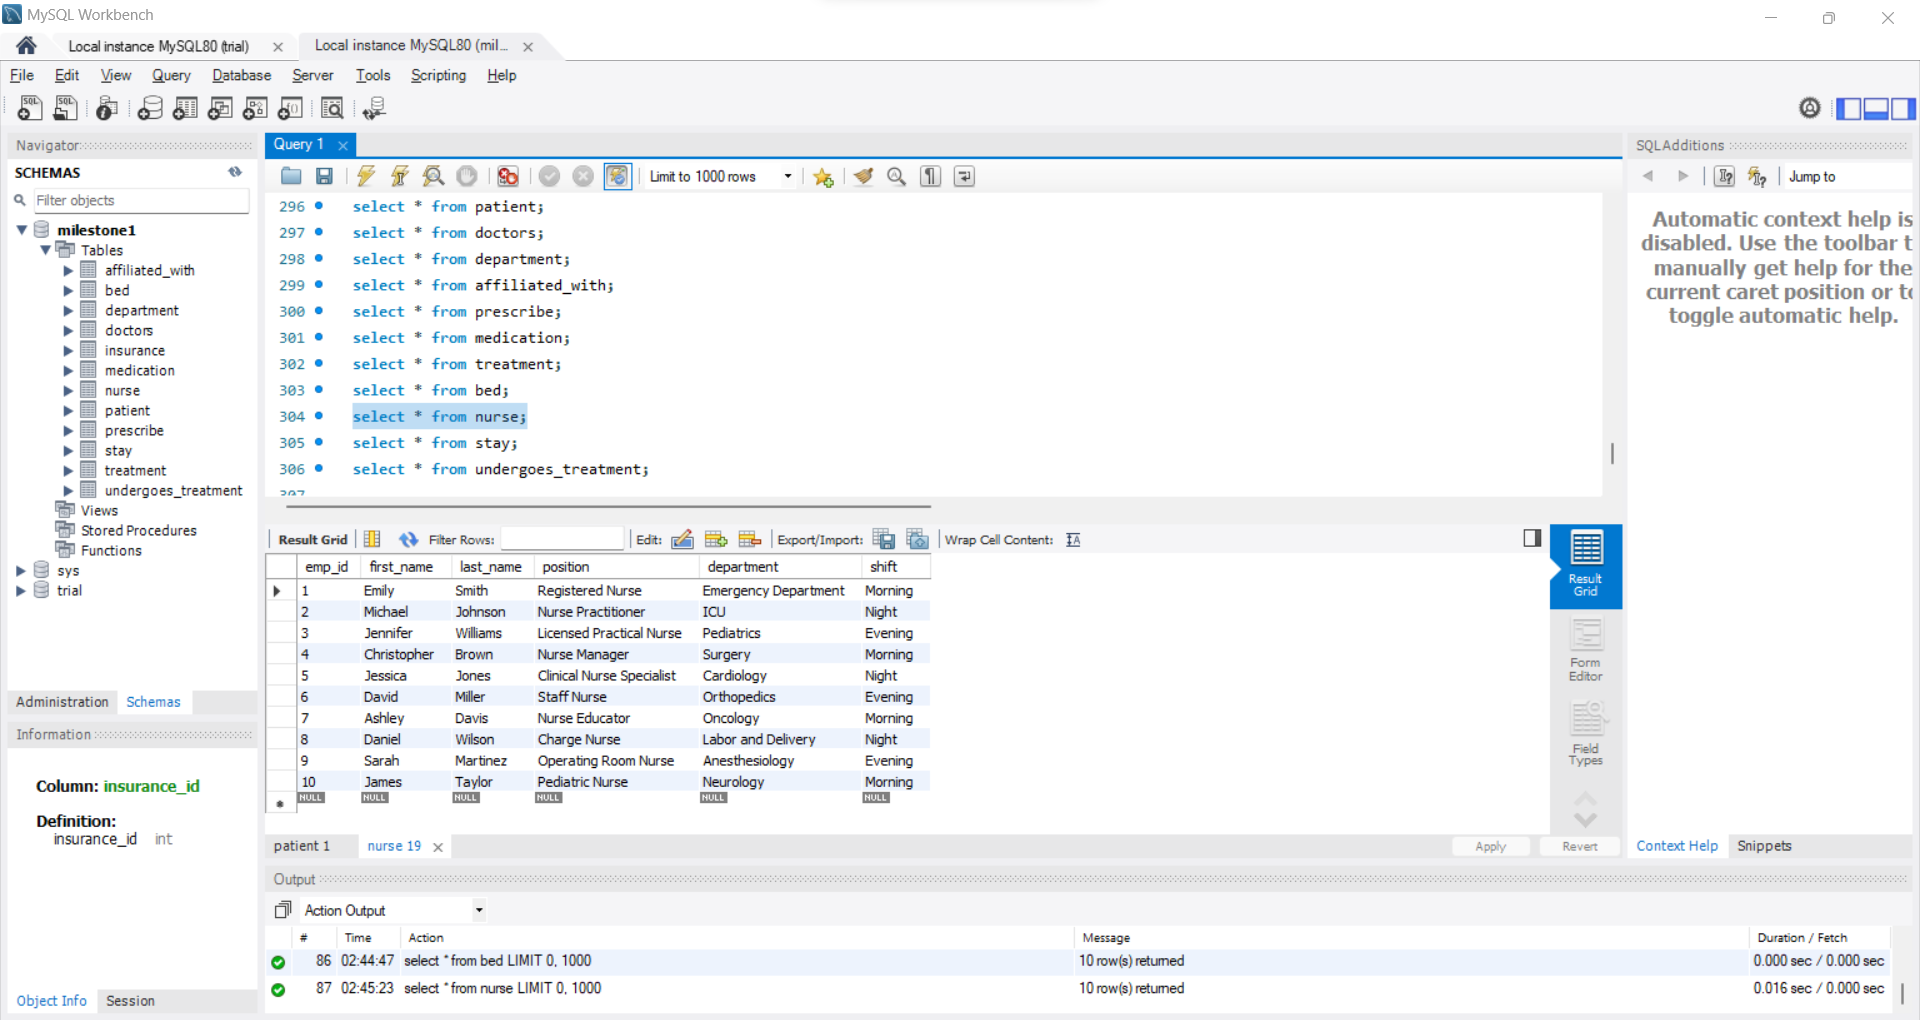 MySQL Workbench
Local instance MySQL80 (trial)
Local instance MySQL80 (mil...
File Edit View Query Database Server Tools Scripting Help
Navigator
SCHEMAS
Filter objects
milestone1
Tables
affiliated_with
bed
department
doctors
insurance
medication
nurse
patient
prescribe
stay
treatment
undergoes_treatment
Views
Stored Procedures
Functions
sys
trial
Administration Schemas
Information
Column: insurance_id
Definition:
insurance_id int
Object Info Session
Query 1
Limit to 1000 rows
296 select * from patient;
297 select * from doctors;
298 select * from department;
299 select * from affiliated_with;
300 select * from prescribe;
301 select * from medication;
302 select * from treatment;
303 select * from bed;
304 select * from nurse;
305 select * from stay;
306 select * from undergoes_treatment;
307
Result Grid Filter Rows: Edit: Export/Import: Wrap Cell Content:
emp_id first_name last_name position department shift
1 Emily Smith Registered Nurse Emergency Department Morning
2 Michael Johnson Nurse Practitioner ICU Night
3 Jennifer Williams Licensed Practical Nurse Pediatrics Evening
4 Christopher Brown Nurse Manager Surgery Morning
5 Jessica Jones Clinical Nurse Specialist Cardiology Night
6 David Miller Staff Nurse Orthopedics Evening
7 Ashley Davis Nurse Educator Oncology Morning
8 Daniel Wilson Charge Nurse Labor and Delivery Night
9 Sarah Martinez Operating Room Nurse Anesthesiology Evening
10 James Taylor Pediatric Nurse Neurology Morning
NULL NULL NULL NULL NULL NULL
Result
Grid
Form
Editor
Field
Types
patient 1 nurse 19 Apply Revert
SQLAdditions
Jump to
Automatic context help is
disabled. Use the toolbar t
manually get help for the
current caret position or to
toggle automatic help.
Context Help Snippets
Output
Action Output
# Time Action Message Duration / Fetch
86 02:44:47 select * from bed LIMIT 0, 1000 10 row(s) returned 0.000 sec / 0.000 sec
87 02:45:23 select * from nurse LIMIT 0, 1000 10 row(s) returned 0.016 sec / 0.000 sec